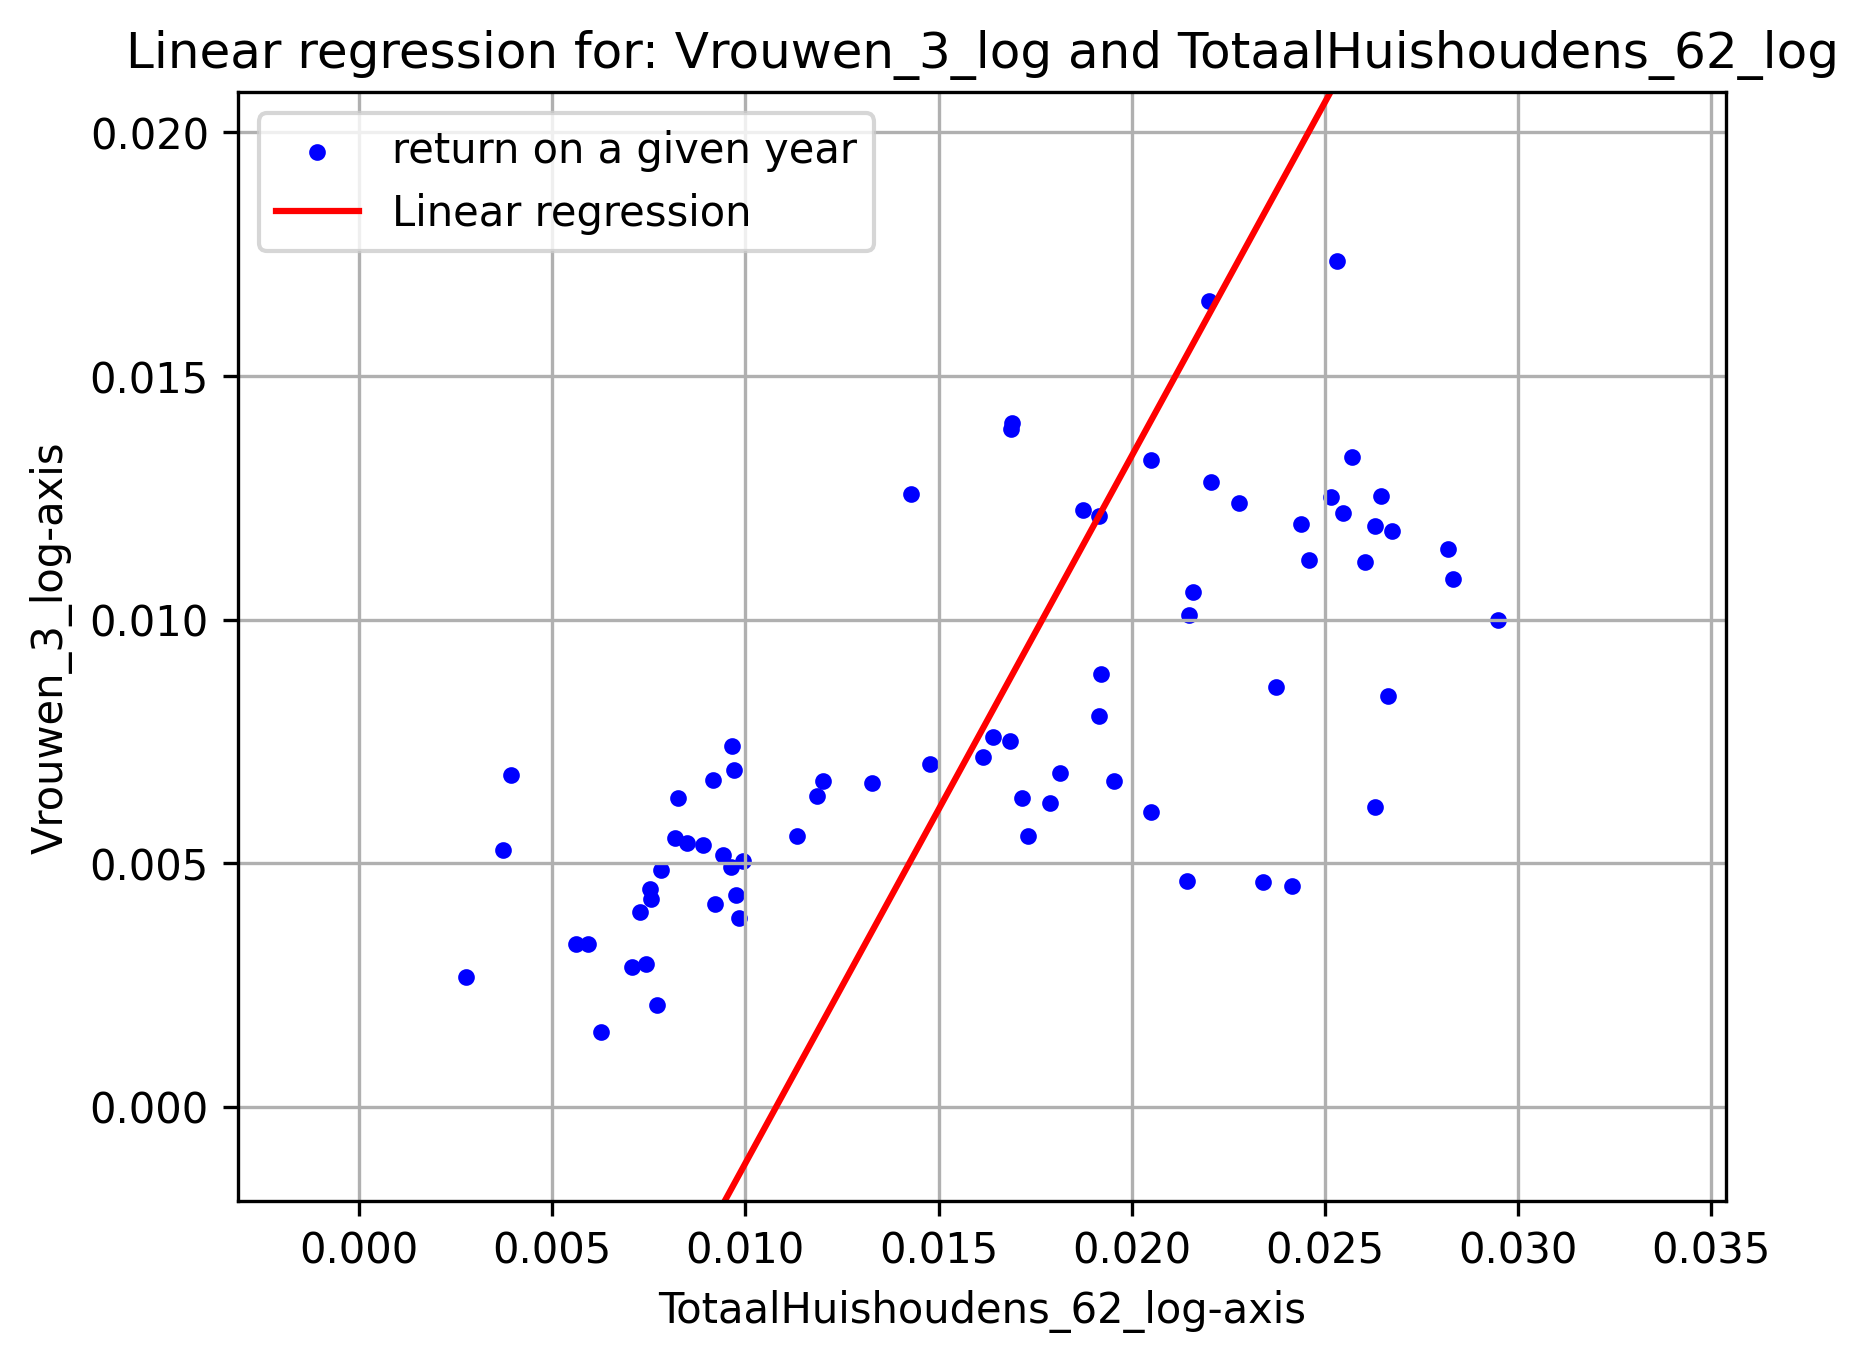 Linear regression for: Vrouwen_3_log and TotaalHuishoudens_62_log
return on a given year
Linear regression
Vrouwen_3_log-axis
0.020
0.015
0.010
0.005
0.000
0.000 0.005 0.010 0.015 0.020 0.025 0.030 0.035
TotaalHuishoudens_62_log-axis